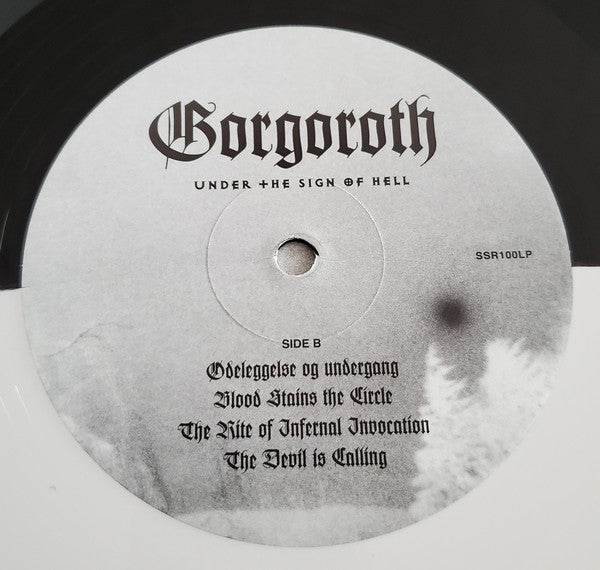 Gorgoroth
UNDER THE SIGN OF HELL
SSR100LP
SIDE B
Ødeleggelse og undergang
Blood Stains the Circle
The Rite of Infernal Invocation
The Devil is Calling